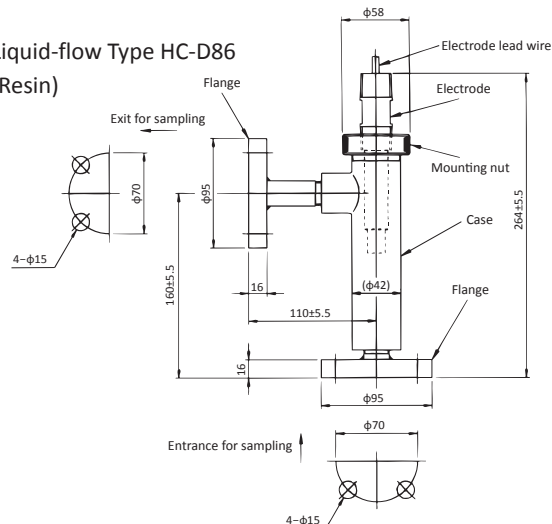 Liquid-flow Type HC-D86
Resin)
φ58
Electrode lead wire
Flange
Electrode
Exit for sampling
Mounting nut
φ70
φ95
264±5.5
Case
4−φ15
160±5.5
16
(φ42)
Flange
110±5.5
16
φ95
Entrance for sampling
φ70
4−φ15